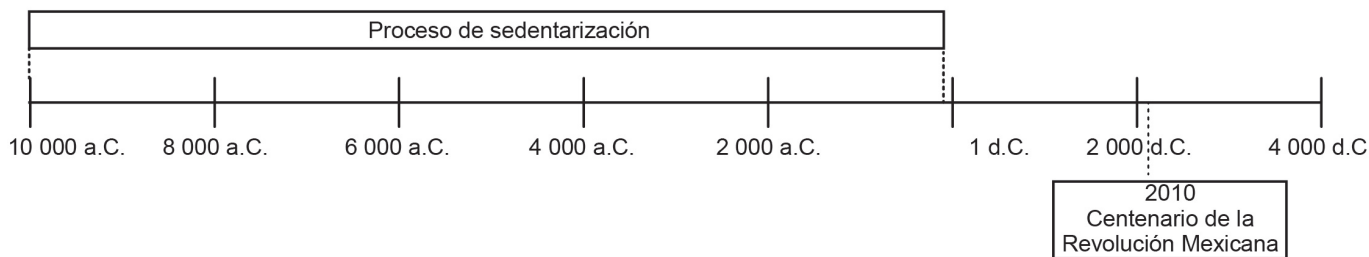 Proceso de sedentarización
10 000 a.C. 8 000 a.C. 6 000 a.C. 4 000 a.C. 2 000 a.C. 1 d.C. 2 000 d.C. 4 000 d.C
2010
Centenario de la
Revolución Mexicana